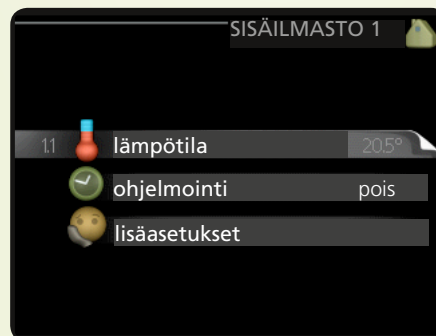 SISÄILMASTO 1
1.1 lämpötila 20.5°
ohjelmointi pois
lisäasetukset